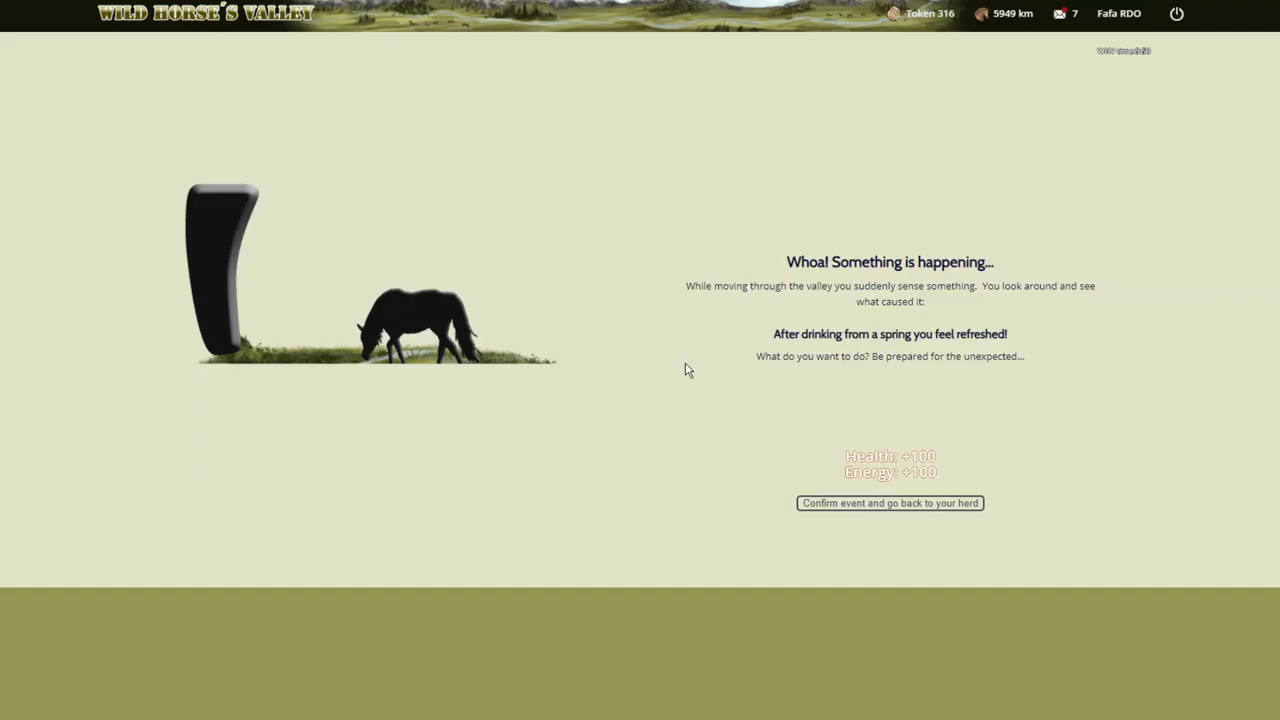 WILD HORSE'S VALLEY
Token 316
5949 km
7
Fafa RDO
Whoa! Something is happening...
While moving through the valley you suddenly sense something. You look around and see
what caused it:
After drinking from a spring you feel refreshed!
What do you want to do? Be prepared for the unexpected...
Health: +100
Energy: +100
Confirm event and go back to your herd